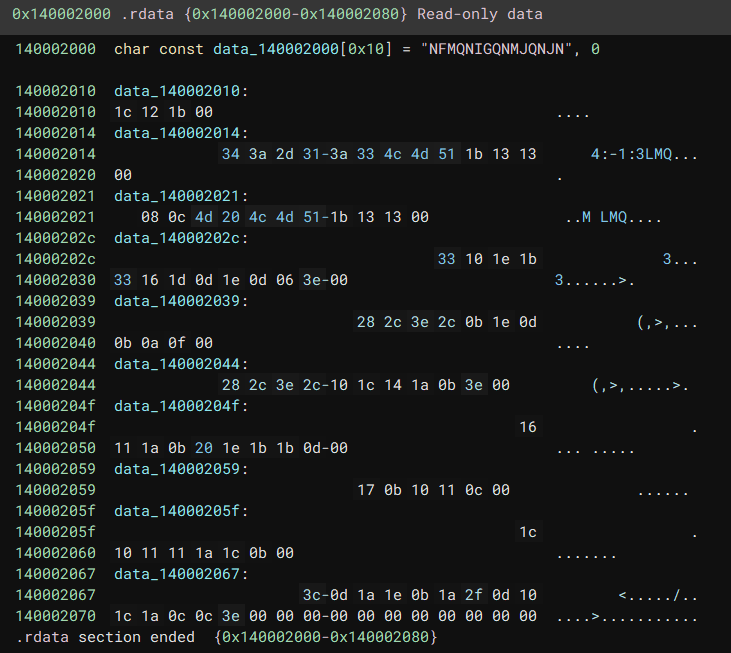 0x140002000 .rdata {0x140002000-0x140002080} Read-only data
140002000 char const data_140002000[0x10] = "NFMQNIGQNMJQNJN", 0
140002010 data_140002010:
140002010 1c 12 1b 00 ....
140002014 data_140002014:
140002014 34 3a 2d 31-3a 33 4c 4d 51 1b 13 13 4:-1:3LMQ...
140002020 00 .
140002021 data_140002021:
140002021 08 0c 4d 20 4c 4d 51-1b 13 13 00 ..M LMQ....
14000202c data_14000202c:
14000202c 33 10 1e 1b 3...
140002030 33 16 1d 0d 1e 0d 06 3e-00 3......>.
140002039 data_140002039:
140002039 28 2c 3e 2c 0b 1e 0d (,>,...
140002040 0b 0a 0f 00 ....
140002044 data_140002044:
140002044 28 2c 3e 2c-10 1c 14 1a 0b 3e 00 (,>,.....>.
14000204f data_14000204f:
14000204f 16 .
140002050 11 1a 0b 20 1e 1b 1b 0d-00 ... .....
140002059 data_140002059:
140002059 17 0b 10 11 0c 00 ......
14000205f data_14000205f:
14000205f 1c .
140002060 10 11 11 1a 1c 0b 00 .......
140002067 data_140002067:
140002067 3c-0d 1a 1e 0b 1a 2f 0d 10 <...../..
140002070 1c 1a 0c 0c 3e 00 00 00-00 00 00 00 00 00 00 00 ....>...........
.rdata section ended {0x140002000-0x140002080}